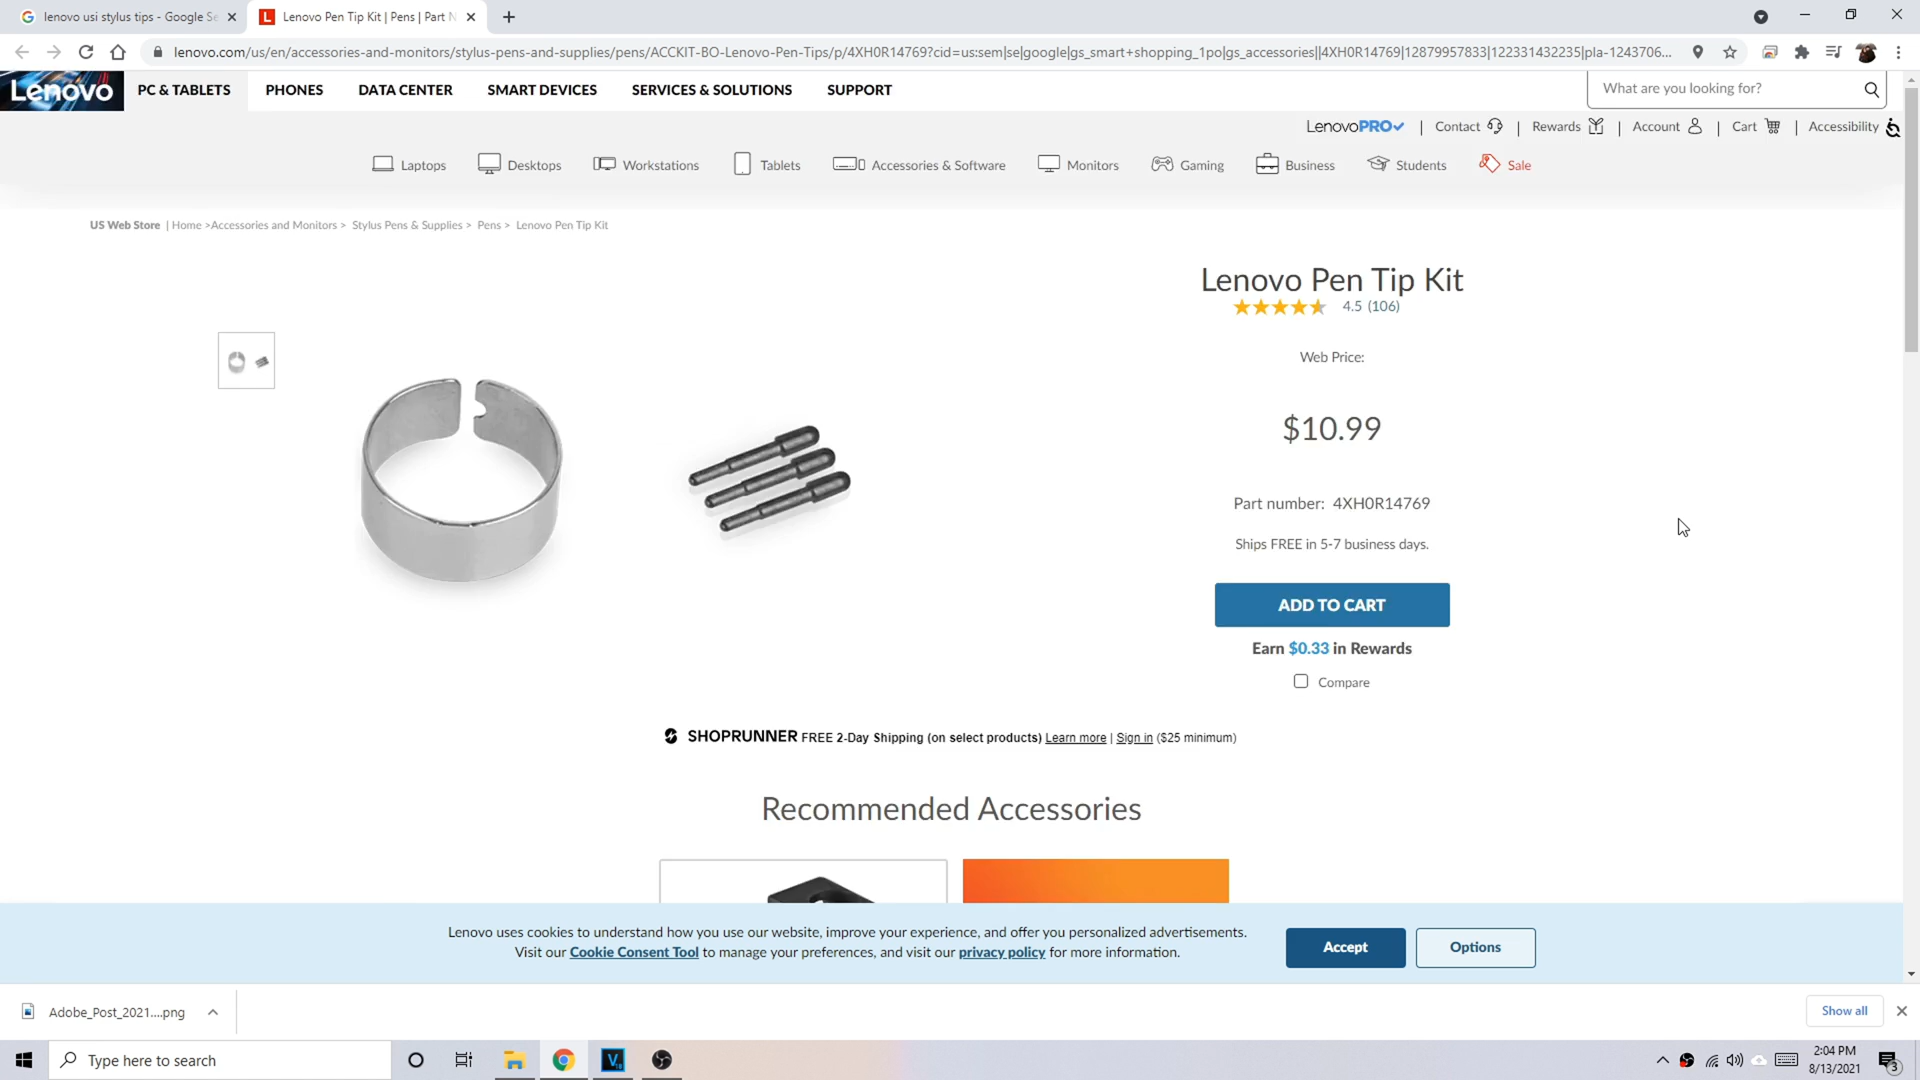 lenovo usi stylus tips - Google Se
Lenovo Pen Tip Kit | Pens | Part N
lenovo.com/us/en/accessories-and-monitors/stylus-pens-and-supplies/pens/ACCKIT-BO-Lenovo-Pen-Tips/p/4XH0R14769?cid=us:sem|se|google|gs_smart+shopping_1po|gs_accessories||4XH0R14769|12879957833|122331432235|pla-1243706...
Lenovo
PC & TABLETS PHONES DATA CENTER SMART DEVICES SERVICES & SOLUTIONS SUPPORT
What are you looking for?
LenovoPRO | Contact | Rewards | Account | Cart | Accessibility
Laptops Desktops Workstations Tablets Accessories & Software Monitors Gaming Business Students Sale
US Web Store | Home >Accessories and Monitors > Stylus Pens & Supplies > Pens > Lenovo Pen Tip Kit
Lenovo Pen Tip Kit
4.5 (106)
Web Price:
$10.99
Part number: 4XH0R14769
Ships FREE in 5-7 business days.
ADD TO CART
Earn $0.33 in Rewards
Compare
SHOPRUNNER FREE 2-Day Shipping (on select products) Learn more | Sign in ($25 minimum)
Recommended Accessories
Lenovo uses cookies to understand how you use our website, improve your experience, and offer you personalized advertisements.
Visit our Cookie Consent Tool to manage your preferences, and visit our privacy policy for more information.
Accept
Options
Adobe_Post_2021....png
Show all
Type here to search
2:04 PM
8/13/2021
3